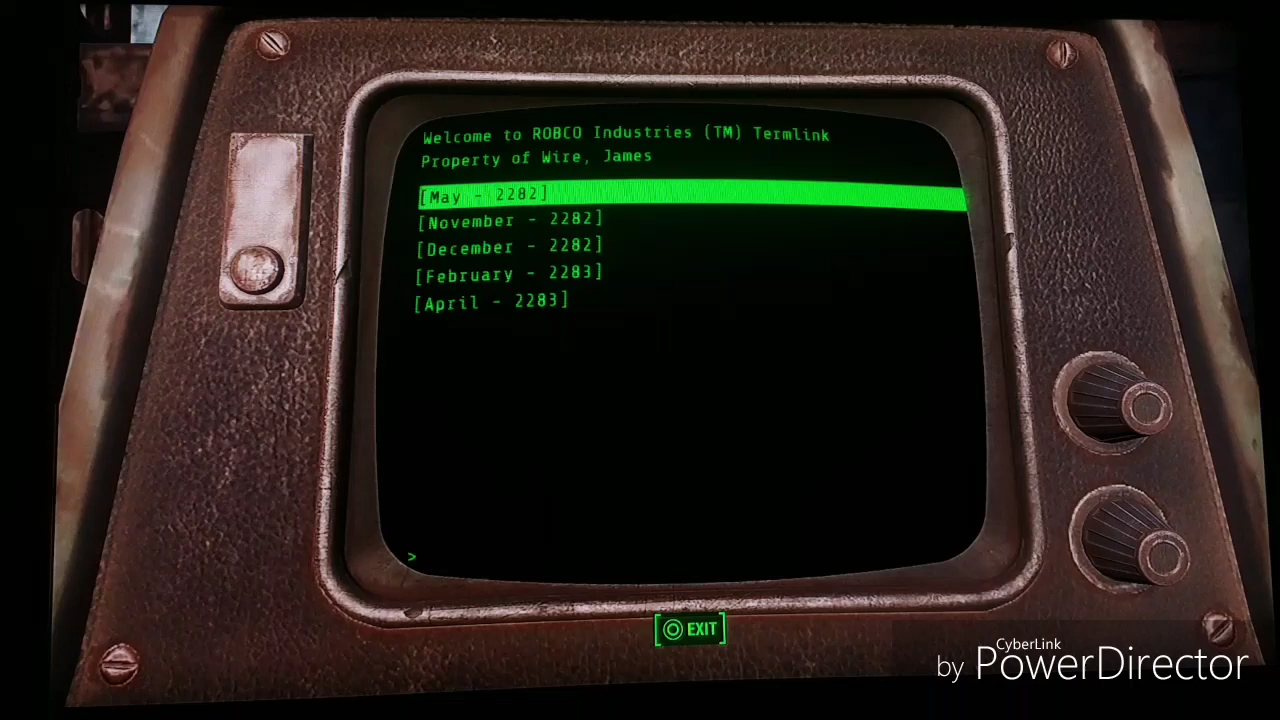 Welcome to ROBCO Industries (TM) Termlink
Property of Wire, James
[May - 2282]
[November - 2282]
[December - 2282]
[February - 2283]
[April - 2283]
>
EXIT
CyberLink
by PowerDirector